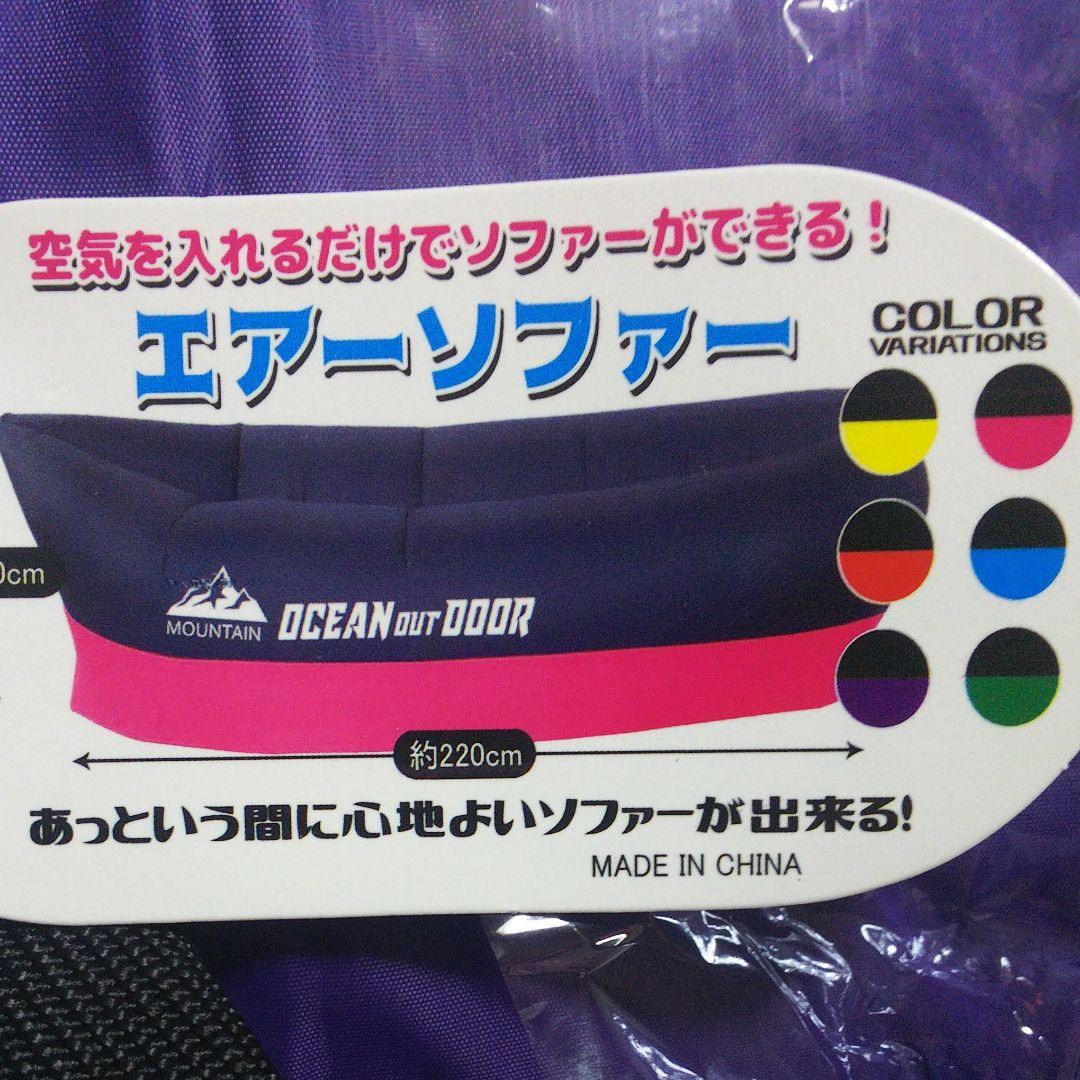 空気を入れるだけでソファーができる!
エアーソファー
COLOR
VARIATIONS
0cm
MOUNTAIN
OCEAN OUT DOOR
約220cm
あっという間に心地よいソファーが出来る!
MADE IN CHINA